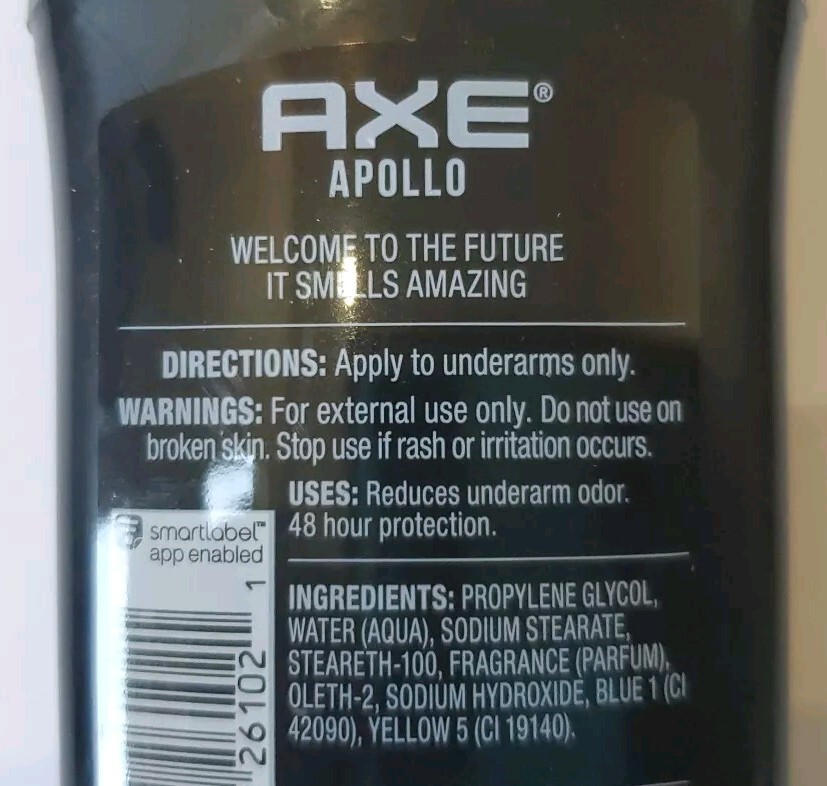 AXE®
APOLLO
WELCOME TO THE FUTURE
IT SMELLS AMAZING
DIRECTIONS: Apply to underarms only.
WARNINGS: For external use only. Do not use on
broken skin. Stop use if rash or irritation occurs.
USES: Reduces underarm odor.
48 hour protection.
smartlabel™
app enabled
INGREDIENTS: PROPYLENE GLYCOL,
WATER (AQUA), SODIUM STEARATE,
STEARETH-100, FRAGRANCE (PARFUM),
OLETH-2, SODIUM HYDROXIDE, BLUE 1 (CI
42090), YELLOW 5 (CI 19140).
26102 1